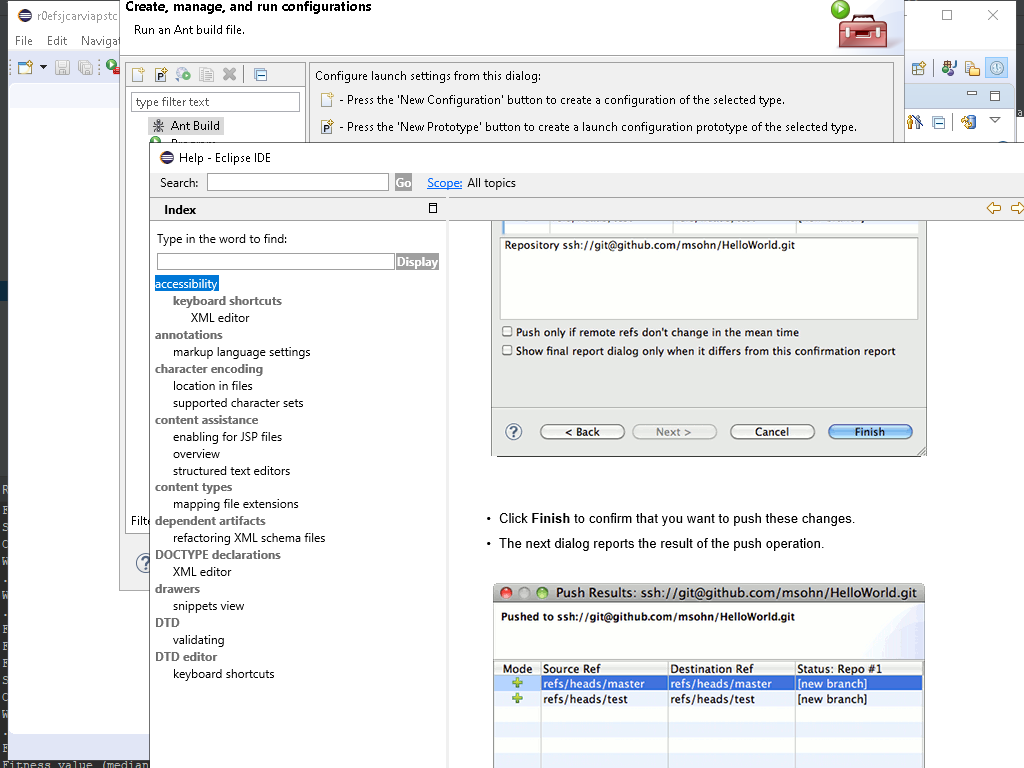 Create, manage, and run configurations
Run an Ant build file.
r0efsjcarviapstc
File Edit Navigat
type filter text
Ant Build
Configure launch settings from this dialog:
- Press the 'New Configuration' button to create a configuration of the selected type.
- Press the 'New Prototype' button to create a launch configuration prototype of the selected type.
Help - Eclipse IDE
Search: Go Scope: All topics
Index
Type in the word to find:
Display
accessibility
keyboard shortcuts
XML editor
annotations
markup language settings
character encoding
location in files
supported character sets
content assistance
enabling for JSP files
overview
structured text editors
content types
mapping file extensions
dependent artifacts
refactoring XML schema files
DOCTYPE declarations
XML editor
drawers
snippets view
DTD
validating
DTD editor
keyboard shortcuts
Filte
Fitness value (median
Repository ssh://git@github.com/msohn/HelloWorld.git
Push only if remote refs don't change in the mean time
Show final report dialog only when it differs from this confirmation report
< Back Next > Cancel Finish
• Click Finish to confirm that you want to push these changes.
• The next dialog reports the result of the push operation.
Push Results: ssh://git@github.com/msohn/HelloWorld.git
Pushed to ssh://git@github.com/msohn/HelloWorld.git
Mode Source Ref Destination Ref Status: Repo #1
refs/heads/master refs/heads/master [new branch]
refs/heads/test refs/heads/test [new branch]